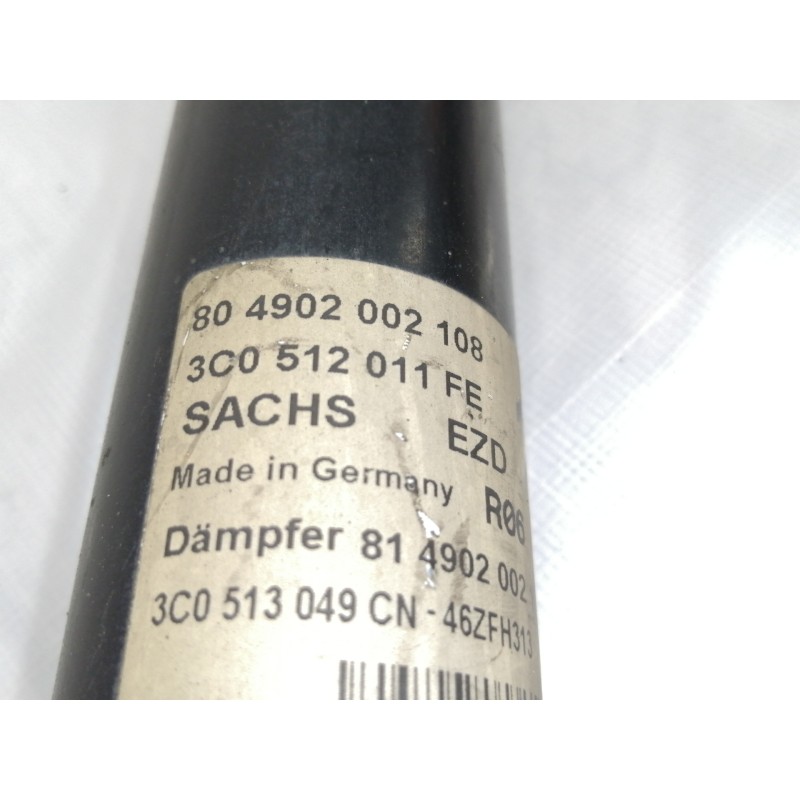 80 4902 002 108
3C0 512 011 FE
SACHS EZD
Made in Germany R06
Dämpfer 81 4902 002
3C0 513 049 CN - 46ZFH313